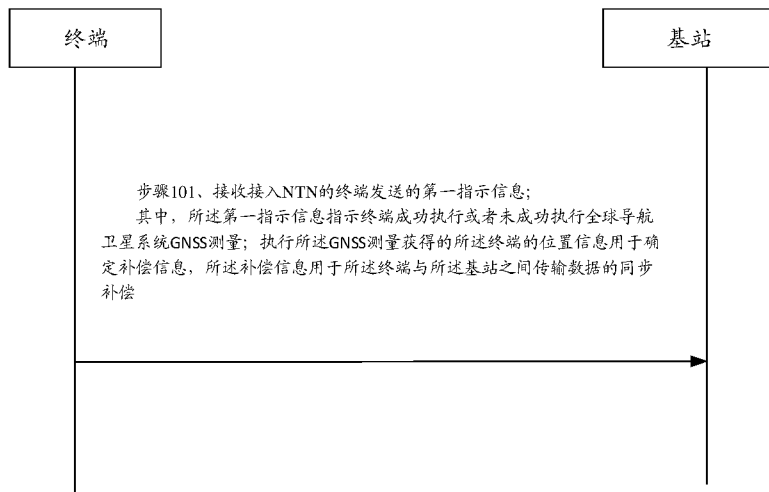 终端
基站
步骤101、接收接入NTN的终端发送的第一指示信息；
其中，所述第一指示信息指示终端成功执行或者未成功执行全球导航
卫星系统GNSS测量；执行所述GNSS测量获得的所述终端的位置信息用于确
定补偿信息，所述补偿信息用于所述终端与所述基站之间传输数据的同步
补偿